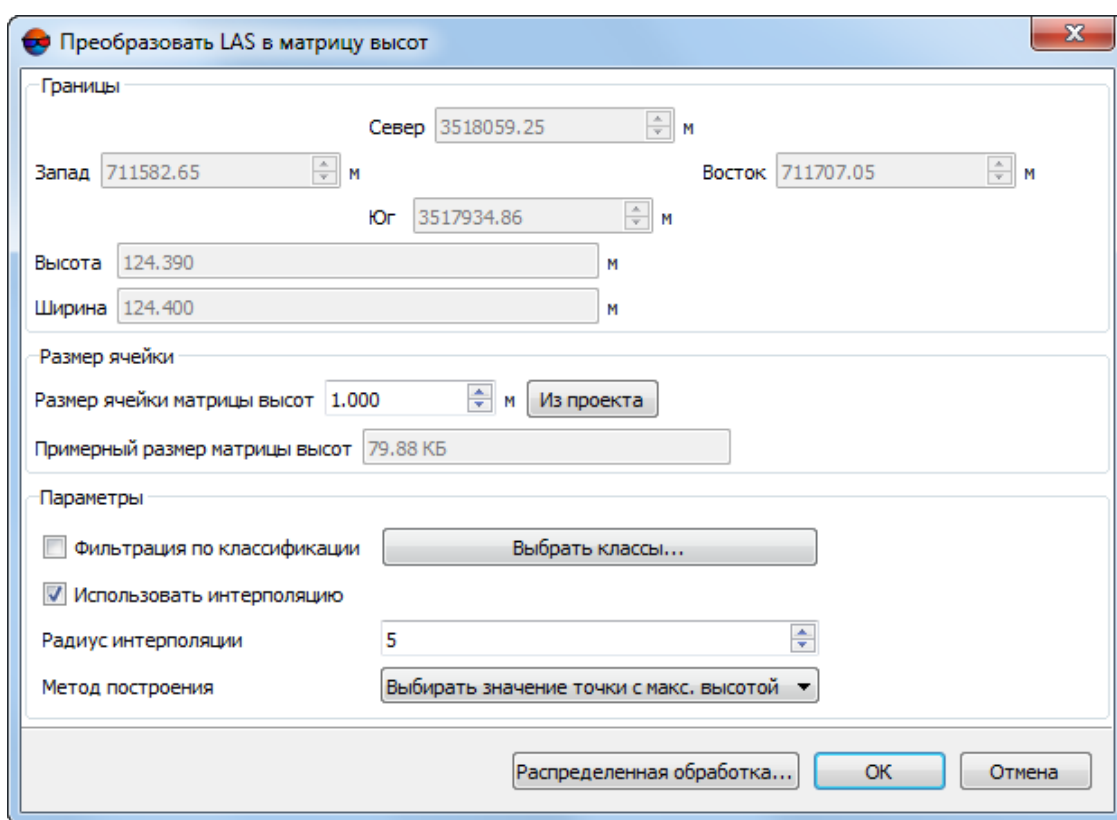 Преобразовать LAS в матрицу высот
Границы
Север 3518059.25 м
Запад 711582.65 м Восток 711707.05 м
Юг 3517934.86 м
Высота 124.390 м
Ширина 124.400 м
Размер ячейки
Размер ячейки матрицы высот 1.000 м Из проекта
Примерный размер матрицы высот 79.88 КБ
Параметры
Фильтрация по классификации Выбрать классы...
Использовать интерполяцию
Радиус интерполяции 5
Метод построения Выбирать значение точки с макс. высотой
Распределенная обработка... ОК Отмена